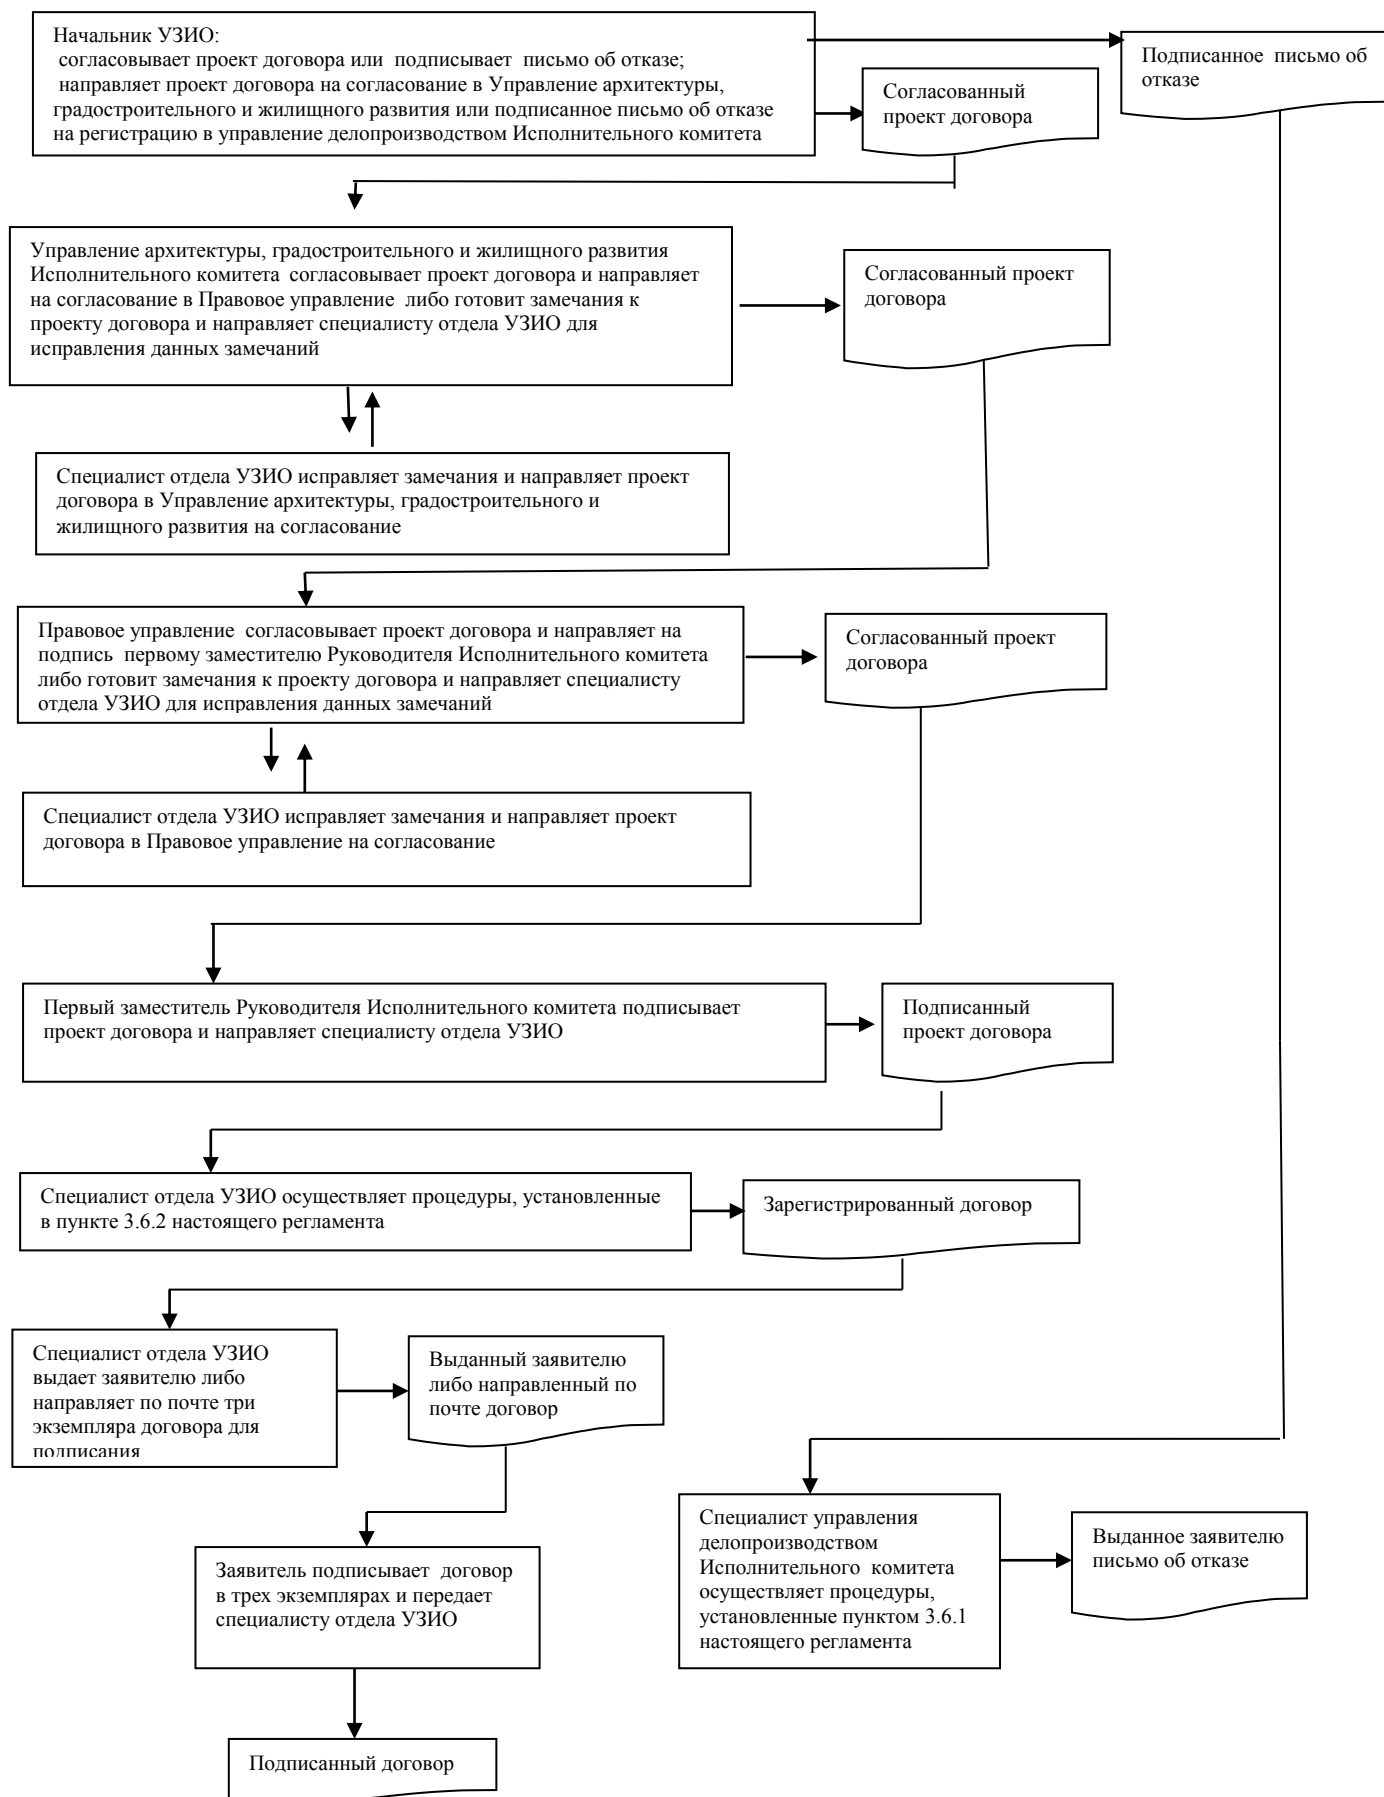 Начальник УЗИО:
согласовывает проект договора или подписывает письмо об отказе;
направляет проект договора на согласование в Управление архитектуры,
градостроительного и жилищного развития или подписанное письмо об отказе
на регистрацию в управление делопроизводством Исполнительного комитета
Согласованный
проект договора
Подписанное письмо об
отказе
Управление архитектуры, градостроительного и жилищного развития
Исполнительного комитета согласовывает проект договора и направляет
на согласование в Правовое управление либо готовит замечания к
проекту договора и направляет специалисту отдела УЗИО для
исправления данных замечаний
Согласованный проект
договора
Специалист отдела УЗИО исправляет замечания и направляет проект
договора в Управление архитектуры, градостроительного и
жилищного развития на согласование
Правовое управление согласовывает проект договора и направляет на
подпись первому заместителю Руководителя Исполнительного комитета
либо готовит замечания к проекту договора и направляет специалисту
отдела УЗИО для исправления данных замечаний
Согласованный проект
договора
Специалист отдела УЗИО исправляет замечания и направляет проект
договора в Правовое управление на согласование
Первый заместитель Руководителя Исполнительного комитета подписывает
проект договора и направляет специалисту отдела УЗИО
Подписанный
проект договора
Специалист отдела УЗИО осуществляет процедуры, установленные
в пункте 3.6.2 настоящего регламента
Зарегистрированный договор
Специалист отдела УЗИО
выдает заявителю либо
направляет по почте три
экземпляра договора для
подписания
Выданный заявителю
либо направленный по
почте договор
Специалист управления
делопроизводством
Исполнительного комитета
осуществляет процедуры,
установленные пунктом 3.6.1
настоящего регламента
Выданное заявителю
письмо об отказе
Заявитель подписывает договор
в трех экземплярах и передает
специалисту отдела УЗИО
Подписанный договор